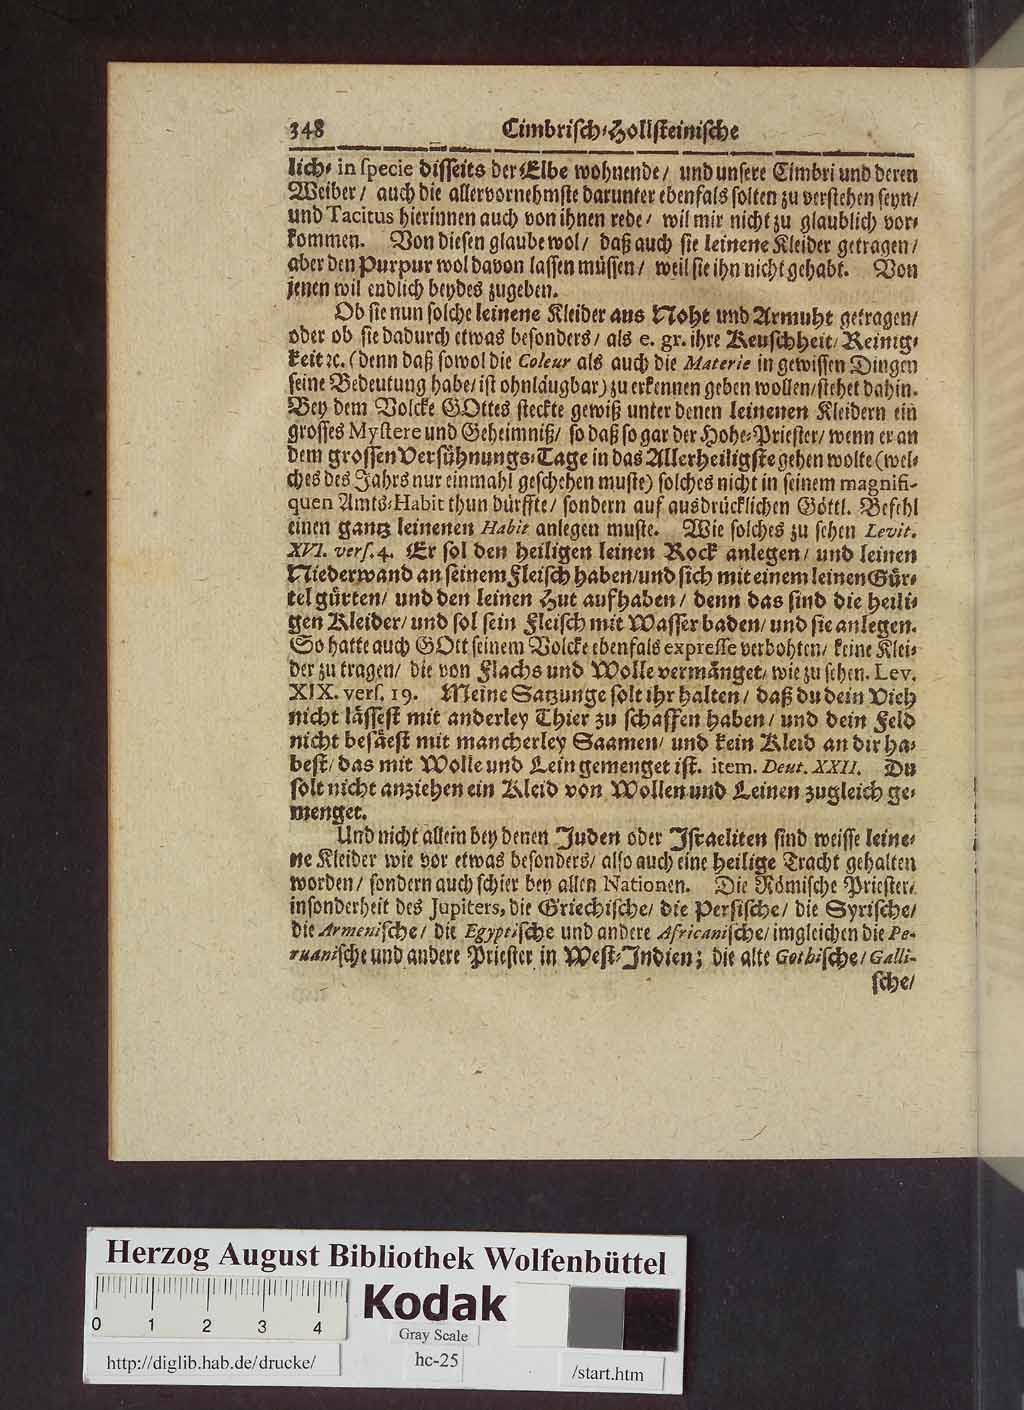 348 Cimbrisch-Hollsteinische
lich- in specie disseits der Elbe wohnende/ und unsere Cimbri und deren
Weiber/ auch die allervornehmste darunter ebenfals solten zu verstehen seyn/
und Tacitus hierinnen auch von ihnen rede/ wil mir nicht zu glaublich vor-
kommen. Von diesen glaube wol/ daß auch sie leinene Kleider getragen/
aber den Purpur wol davon lassen müssen/ weil sie ihn nicht gehabt. Von
jenen wil endlich beydes zugeben.
Ob sie nun solche leinene Kleider aus Noht und Armuht getragen/
oder ob sie dadurch etwas besonders/ als e. gr. ihre Keuschheit/ Reinig-
keit ꝛc. (denn daß sowol die Coleur als auch die Materie in gewissen Dingen
seine Bedeutung habe/ ist ohnläugbar) zu erkennen geben wollen/ stehet dahin.
Bey dem Volcke GOttes steckte gewiß unter denen leinenen Kleidern ein
grosses Mystere und Geheimniß/ so daß so gar der Hohe-Priester/ wenn er an
dem grossen Versühnungs-Tage in das Allerheiligste gehen wolte (wel-
ches des Jahrs nur einmahl geschehen muste) solches nicht in seinem magnifi-
quen Amts-Habit thun dürffte/ sondern auf ausdrücklichen Göttl. Befehl
einen gantz leinenen Habit anlegen muste. Wie solches zu sehen Levit.
XVI. vers. 4. Er sol den heiligen leinen Rock anlegen/ und leinen
Niederwand an seinem Fleisch haben/ und sich mit einem leinen Gür-
tel gürten/ und den leinen Hut aufhaben/ denn das sind die heili-
gen Kleider/ und sol sein Fleisch mit Wasser baden/ und sie anlegen.
So hatte auch GOtt seinem Volcke ebenfals expresse verbohten/ keine Klei-
der zu tragen/ die von Flachs und Wolle vermänget/ wie zu sehen. Lev.
XIX. vers. 19. Meine Satzunge solt ihr halten/ daß du dein Vieh
nicht lässest mit anderley Thier zu schaffen haben/ und dein Feld
nicht besäest mit mancherley Saamen/ und kein Kleid an dir ha-
best/ das mit Wolle und Lein gemenget ist. item. Deut. XXII. Du
solt nicht anziehen ein Kleid von Wollen und Leinen zugleich ge-
menget.
Und nicht allein bey denen Juden oder Israeliten sind weisse leine-
ne Kleider wie vor etwas besonders/ also auch eine heilige Tracht gehalten
worden/ sondern auch schier bey allen Nationen. Die Römische Priester/
insonderheit des Jupiters, die Griechische/ die Persische/ die Syrische/
die Armenische/ die Egyptische und andere Africanische/ imgleichen die Pe-
ruanische und andere Priester in West-Indien; die alte Gothische/ Galli-
sche/
Herzog August Bibliothek Wolfenbüttel
0 1 2 3 4
Kodak
Gray Scale
http://diglib.hab.de/drucke/
hc-25
/start.htm